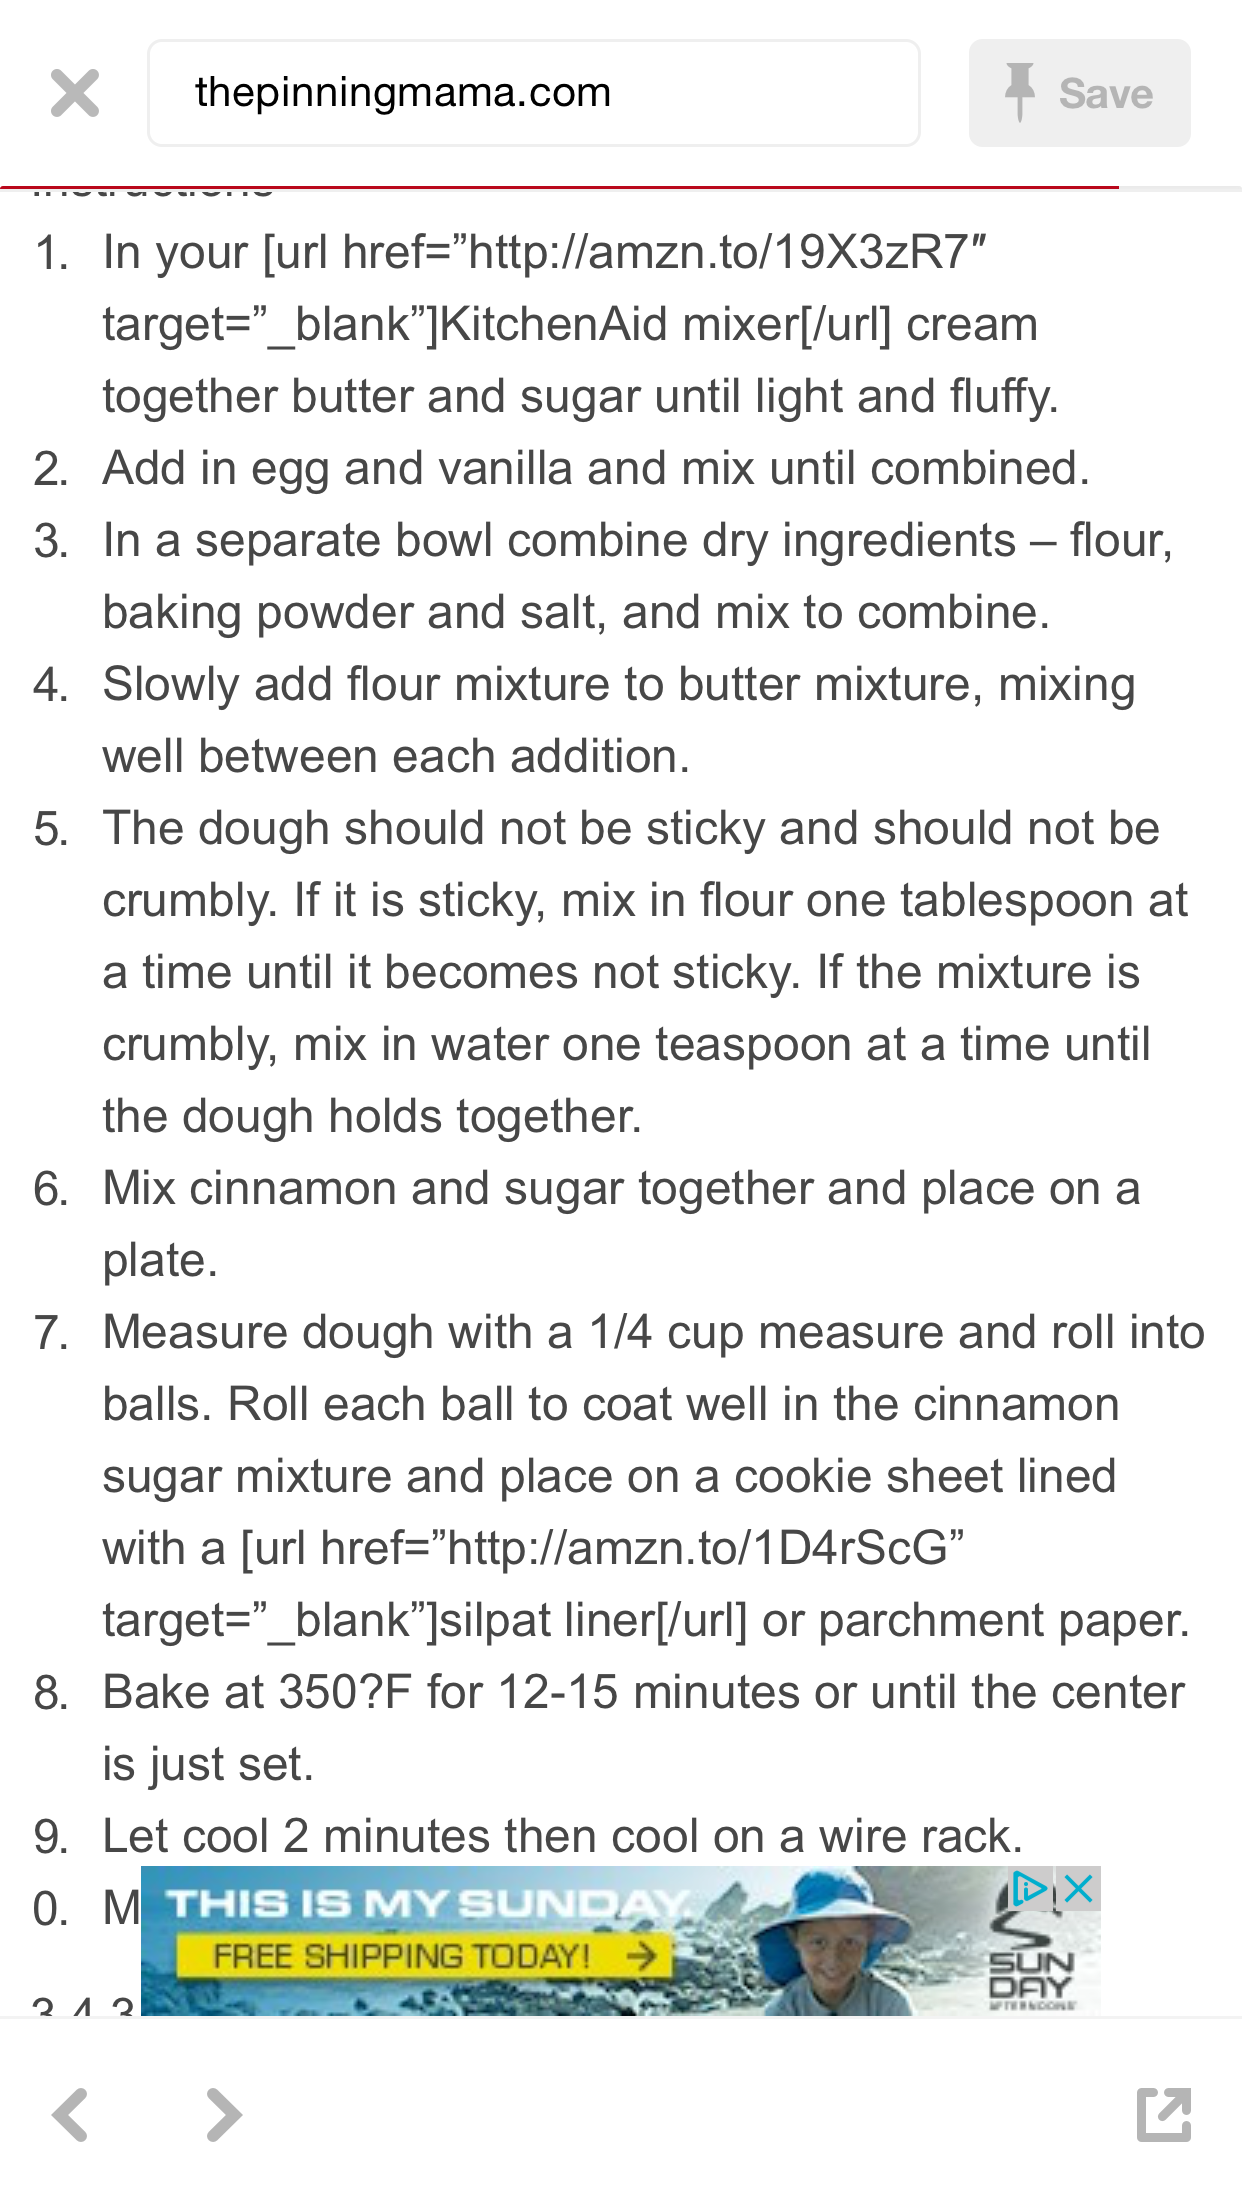 thepinningmama.com
Save
Instructions
1. In your [url href=”http://amzn.to/19X3zR7″
target=”_blank”]KitchenAid mixer[/url] cream
together butter and sugar until light and fluffy.
2. Add in egg and vanilla and mix until combined.
3. In a separate bowl combine dry ingredients – flour,
baking powder and salt, and mix to combine.
4. Slowly add flour mixture to butter mixture, mixing
well between each addition.
5. The dough should not be sticky and should not be
crumbly. If it is sticky, mix in flour one tablespoon at
a time until it becomes not sticky. If the mixture is
crumbly, mix in water one teaspoon at a time until
the dough holds together.
6. Mix cinnamon and sugar together and place on a
plate.
7. Measure dough with a 1/4 cup measure and roll into
balls. Roll each ball to coat well in the cinnamon
sugar mixture and place on a cookie sheet lined
with a [url href=”http://amzn.to/1D4rScG”
target=”_blank”]silpat liner[/url] or parchment paper.
8. Bake at 350?F for 12-15 minutes or until the center
is just set.
9. Let cool 2 minutes then cool on a wire rack.
0. M
THIS IS MY SUNDAY.
FREE SHIPPING TODAY!
SUN
DAY
AFTERNOONS
3.4.3